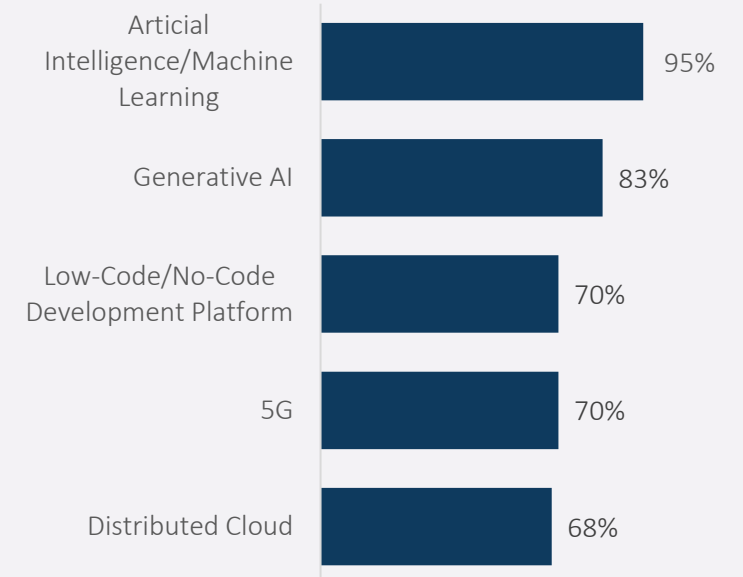 Articial
Intelligence/Machine
Learning
95%
Generative AI
83%
Low-Code/No-Code
Development Platform
70%
5G
70%
Distributed Cloud
68%